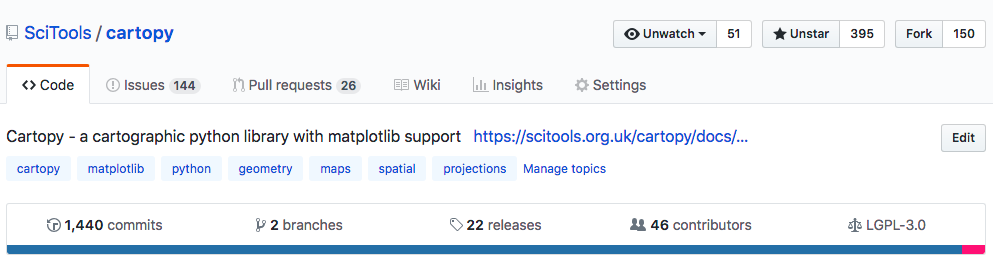 SciTools / cartopy Unwatch 51 Unstar 395 Fork 150
Code Issues 144 Pull requests 26 Wiki Insights Settings
Cartopy - a cartographic python library with matplotlib support https://scitools.org.uk/cartopy/docs/... Edit
cartopy matplotlib python geometry maps spatial projections Manage topics
1,440 commits 2 branches 22 releases 46 contributors LGPL-3.0